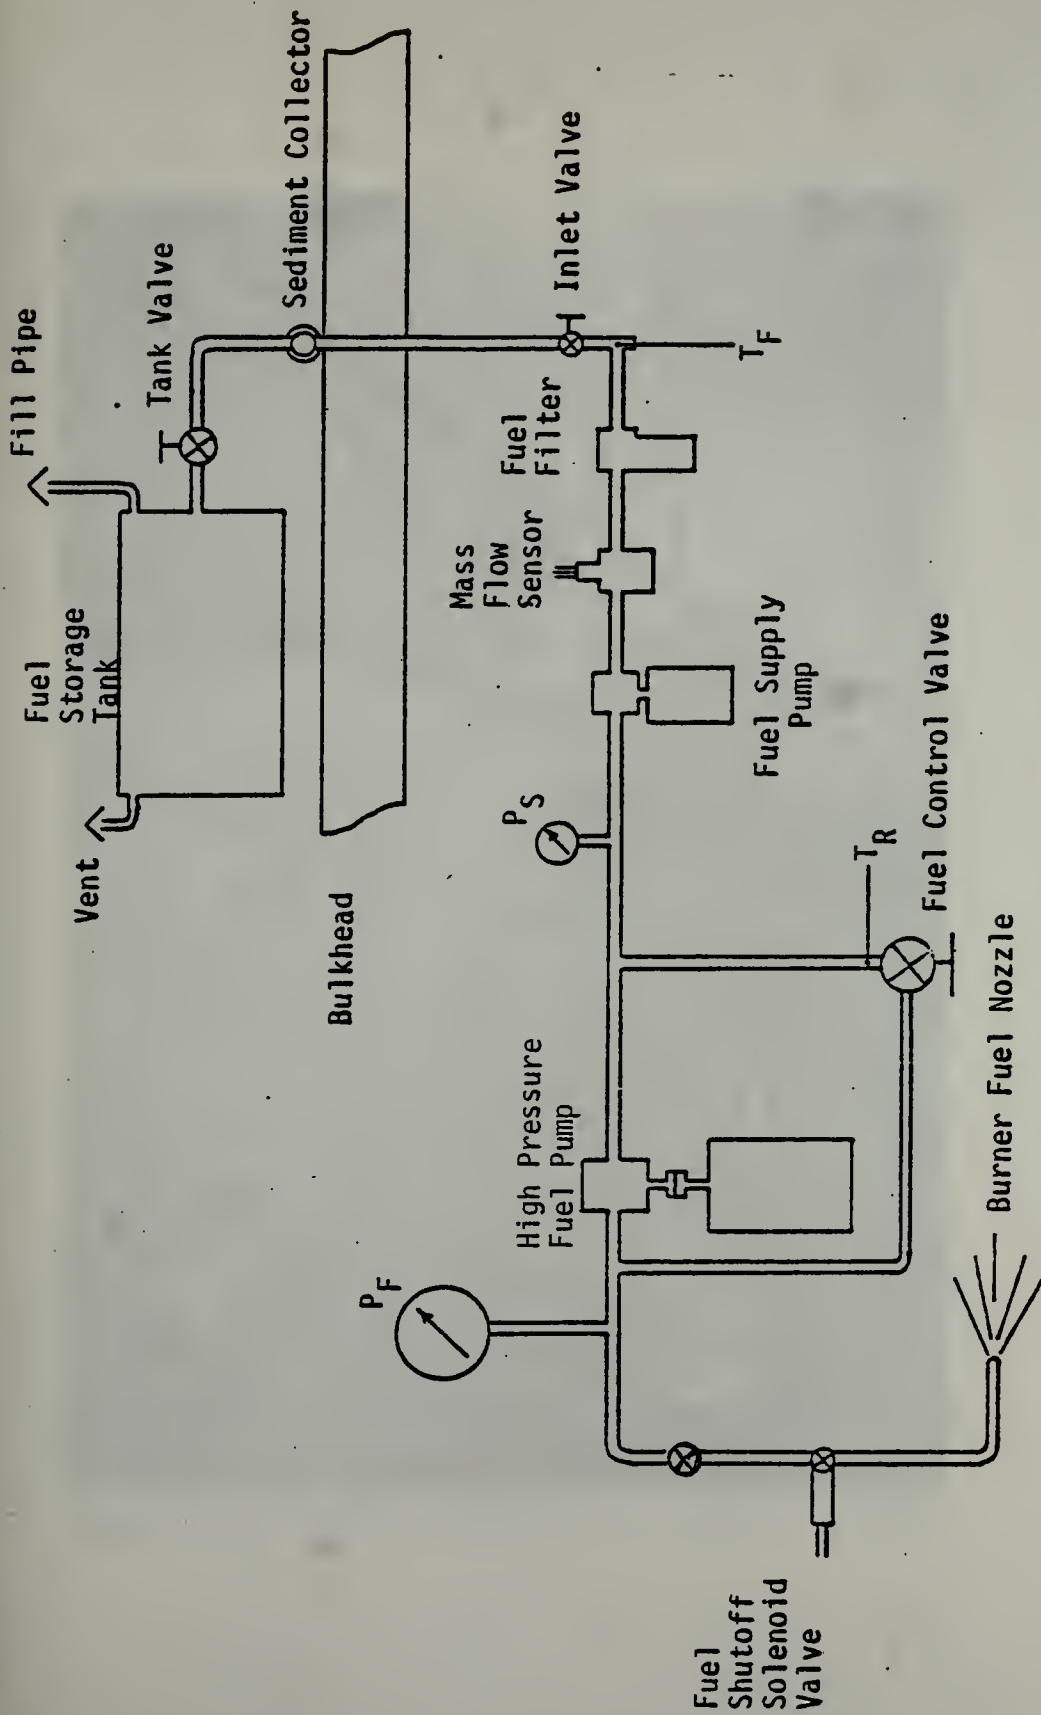 Fill Pipe
Fuel
Storage
Tank
Vent
Tank Valve
Sediment Collector
Bulkhead
Inlet Valve
T_F
Fuel
Filter
Mass
Flow
Sensor
Fuel Supply
Pump
P_S
T_R
Fuel Control Valve
High Pressure
Fuel Pump
P_F
Burner Fuel Nozzle
Fuel
Shutoff
Solenoid
Valve